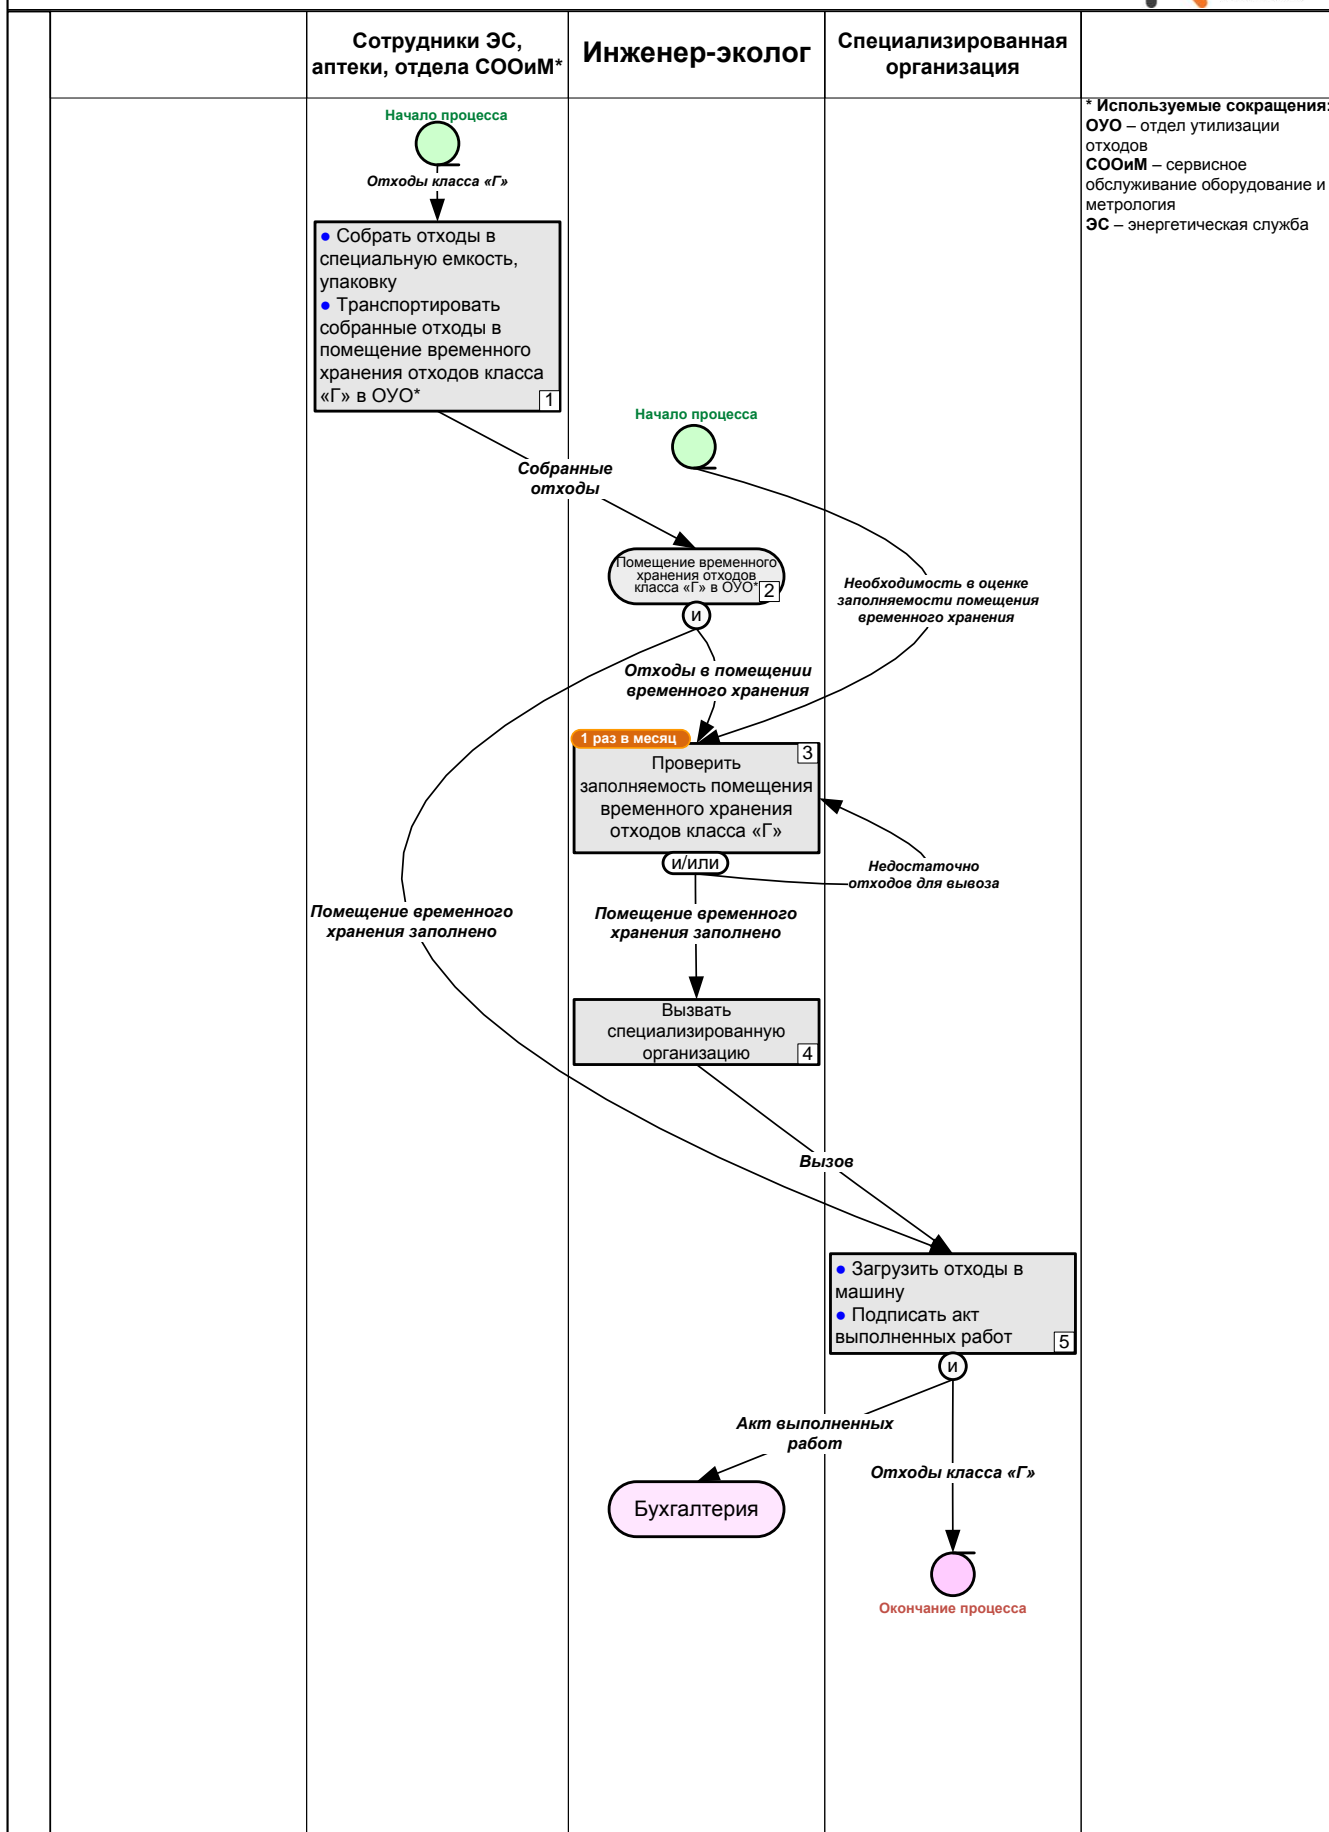 Сотрудники ЭС,
аптеки, отдела СООиМ*
Инженер-эколог
Специализированная
организация
* Используемые сокращения:
ОУО – отдел утилизации
отходов
СООиМ – сервисное
обслуживание оборудование и
метрология
ЭС – энергетическая служба
Начало процесса
Отходы класса «Г»
● Собрать отходы в
специальную емкость,
упаковку
● Транспортировать
собранные отходы в
помещение временного
хранения отходов класса
«Г» в ОУО*
1
Начало процесса
Собранные
отходы
Помещение временного
хранения отходов
класса «Г» в ОУО*
2
и
Необходимость в оценке
заполняемости помещения
временного хранения
Отходы в помещении
временного хранения
1 раз в месяц
3
Проверить
заполняемость помещения
временного хранения
отходов класса «Г»
и/или
Недостаточно
отходов для вывоза
Помещение временного
хранения заполнено
Помещение временного
хранения заполнено
Вызвать
специализированную
организацию
4
Вызов
● Загрузить отходы в
машину
● Подписать акт
выполненных работ
5
и
Акт выполненных
работ
Отходы класса «Г»
Бухгалтерия
Окончание процесса